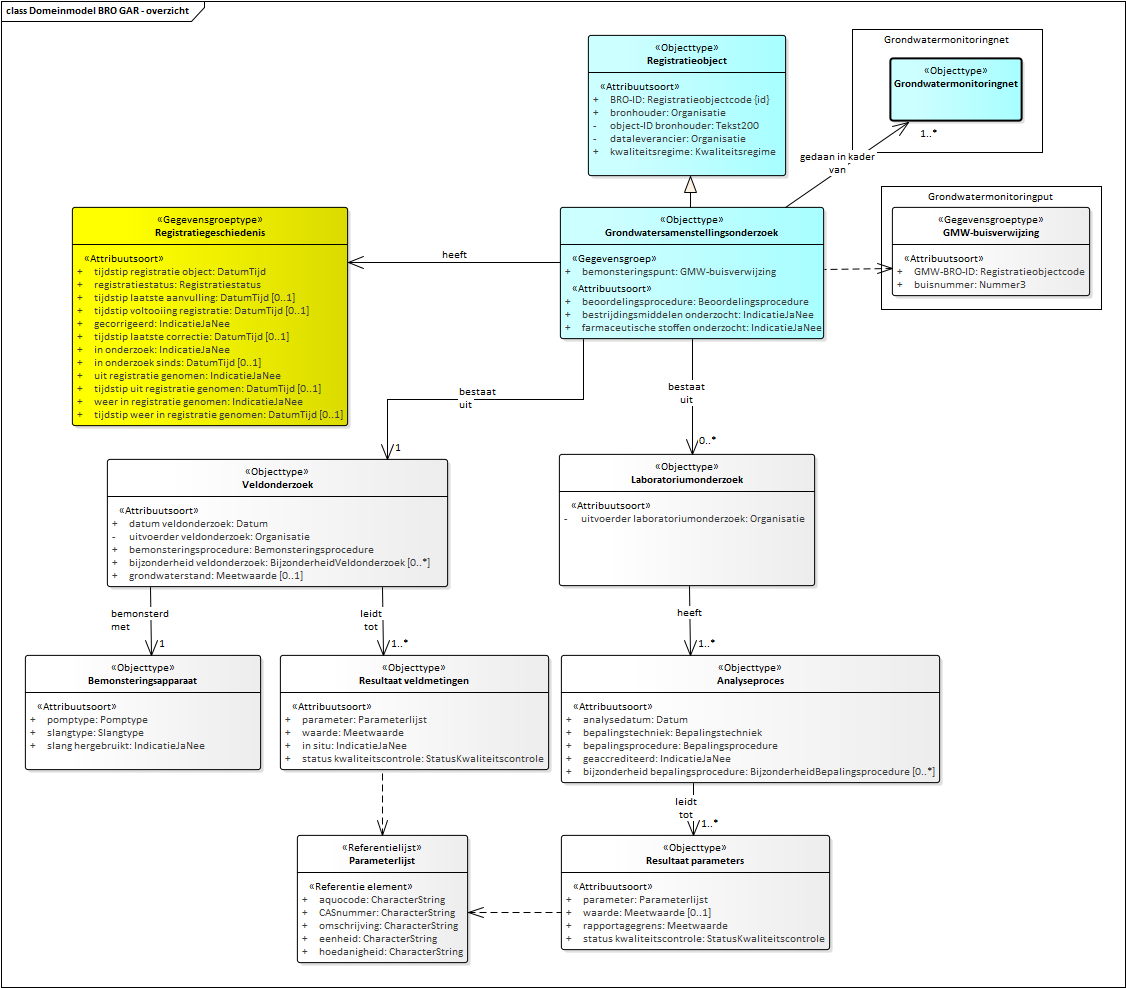 class Domeinmodel BRO GAR - overzicht
«Objecttype»
Registratieobject
«Attribuutsoort»
+ BRO-ID: Registratieobjectcode {id}
+ bronhouder: Organisatie
- object-ID bronhouder: Tekst200
- dataleverancier: Organisatie
+ kwaliteitsregime: Kwaliteitsregime
Grondwatermonitoringnet
«Objecttype»
Grondwatermonitoringnet
1..*
gedaan in kader
van
Grondwatermonitoringput
«Gegevensgroeptype»
GMW-buisverwijzing
«Attribuutsoort»
+ GMW-BRO-ID: Registratieobjectcode
+ buisnummer: Nummer3
«Gegevensgroeptype»
Registratiegeschiedenis
«Attribuutsoort»
+ tijdstip registratie object: DatumTijd
+ registratiestatus: Registratiestatus
+ tijdstip laatste aanvulling: DatumTijd [0..1]
+ tijdstip voltooiing registratie: DatumTijd [0..1]
+ gecorrigeerd: IndicatieJaNee
+ tijdstip laatste correctie: DatumTijd [0..1]
+ in onderzoek: IndicatieJaNee
+ in onderzoek sinds: DatumTijd [0..1]
+ uit registratie genomen: IndicatieJaNee
+ tijdstip uit registratie genomen: DatumTijd [0..1]
+ weer in registratie genomen: IndicatieJaNee
+ tijdstip weer in registratie genomen: DatumTijd [0..1]
heeft
«Objecttype»
Grondwatersamenstellingsonderzoek
«Gegevensgroep»
+ bemonsteringspunt: GMW-buisverwijzing
«Attribuutsoort»
+ beoordelingsprocedure: Beoordelingsprocedure
+ bestrijdingsmiddelen onderzocht: IndicatieJaNee
+ farmaceutische stoffen onderzocht: IndicatieJaNee
bestaat
uit
1
bestaat
uit
0..*
«Objecttype»
Veldonderzoek
«Attribuutsoort»
+ datum veldonderzoek: Datum
- uitvoerder veldonderzoek: Organisatie
+ bemonsteringsprocedure: Bemonsteringsprocedure
+ bijzonderheid veldonderzoek: BijzonderheidVeldonderzoek [0..*]
+ grondwaterstand: Meetwaarde [0..1]
«Objecttype»
Laboratoriumonderzoek
«Attribuutsoort»
- uitvoerder laboratoriumonderzoek: Organisatie
bemonsterd
met
1
leidt
tot
1..*
heeft
1..*
«Objecttype»
Bemonsteringsapparaat
«Attribuutsoort»
+ pomptype: Pomptype
+ slangtype: Slangtype
+ slang hergebruikt: IndicatieJaNee
«Objecttype»
Resultaat veldmetingen
«Attribuutsoort»
+ parameter: Parameterlijst
+ waarde: Meetwaarde
+ in situ: IndicatieJaNee
+ status kwaliteitscontrole: StatusKwaliteitscontrole
«Objecttype»
Analyseproces
«Attribuutsoort»
+ analysedatum: Datum
+ bepalingstechniek: Bepalingstechniek
+ bepalingsprocedure: Bepalingsprocedure
+ geaccrediteerd: IndicatieJaNee
+ bijzonderheid bepalingsprocedure: BijzonderheidBepalingsprocedure [0..*]
leidt
tot
1..*
«Referentielijst»
Parameterlijst
«Referentie element»
+ aquocode: CharacterString
+ CASnummer: CharacterString
+ omschrijving: CharacterString
+ eenheid: CharacterString
+ hoedanigheid: CharacterString
«Objecttype»
Resultaat parameters
«Attribuutsoort»
+ parameter: Parameterlijst
+ waarde: Meetwaarde [0..1]
+ rapportagegrens: Meetwaarde
+ status kwaliteitscontrole: StatusKwaliteitscontrole